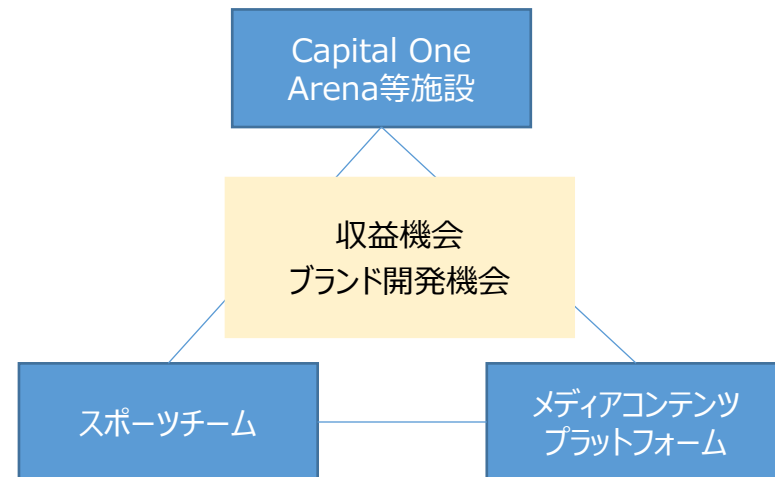 Capital One
Arena等施設
収益機会
ブランド開発機会
スポーツチーム
メディアコンテンツ
プラットフォーム